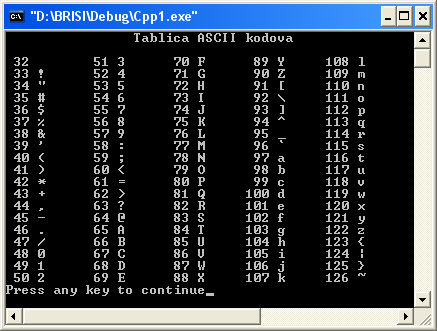 "D:\BRISI\Debug\Cpp1.exe"
Tablica ASCII kodova
32 51 3 70 F 89 Y 108 l
33 ! 52 4 71 G 90 Z 109 m
34 " 53 5 72 H 91 [ 110 n
35 # 54 6 73 I 92 \ 111 o
36 $ 55 7 74 J 93 ] 112 p
37 % 56 8 75 K 94 ^ 113 q
38 & 57 9 76 L 95 _ 114 r
39 ' 58 : 77 M 96 ` 115 s
40 ( 59 ; 78 N 97 a 116 t
41 ) 60 < 79 O 98 b 117 u
42 * 61 = 80 P 99 c 118 v
43 + 62 > 81 Q 100 d 119 w
44 , 63 ? 82 R 101 e 120 x
45 - 64 @ 83 S 102 f 121 y
46 . 65 A 84 T 103 g 122 z
47 / 66 B 85 U 104 h 123 {
48 0 67 C 86 V 105 i 124 |
49 1 68 D 87 W 106 j 125 }
50 2 69 E 88 X 107 k 126 ~
Press any key to continue_